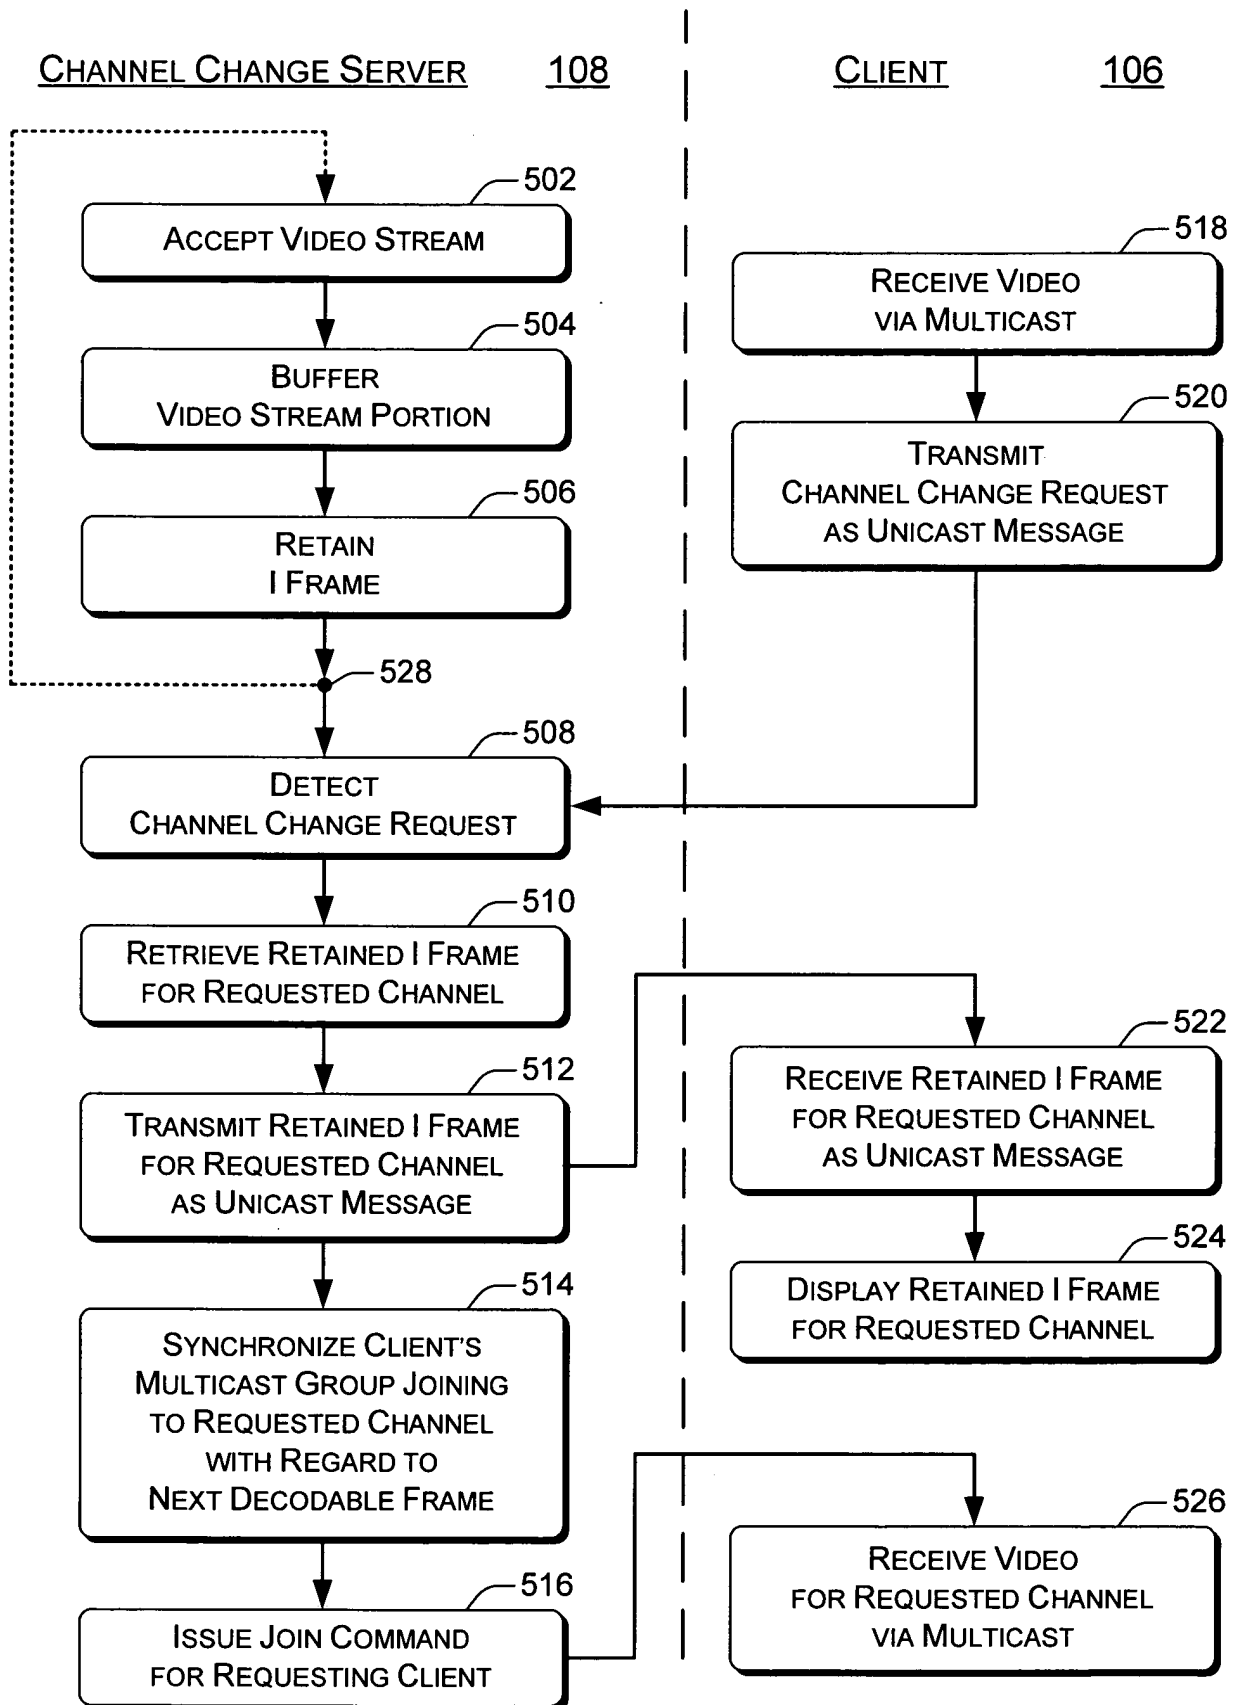 CHANNEL CHANGE SERVER 108
CLIENT 106
502
ACCEPT VIDEO STREAM
504
BUFFER
VIDEO STREAM PORTION
506
RETAIN
I FRAME
528
508
DETECT
CHANNEL CHANGE REQUEST
510
RETRIEVE RETAINED I FRAME
FOR REQUESTED CHANNEL
512
TRANSMIT RETAINED I FRAME
FOR REQUESTED CHANNEL
AS UNICAST MESSAGE
514
SYNCHRONIZE CLIENT'S
MULTICAST GROUP JOINING
TO REQUESTED CHANNEL
WITH REGARD TO
NEXT DECODABLE FRAME
516
ISSUE JOIN COMMAND
FOR REQUESTING CLIENT
518
RECEIVE VIDEO
VIA MULTICAST
520
TRANSMIT
CHANNEL CHANGE REQUEST
AS UNICAST MESSAGE
522
RECEIVE RETAINED I FRAME
FOR REQUESTED CHANNEL
AS UNICAST MESSAGE
524
DISPLAY RETAINED I FRAME
FOR REQUESTED CHANNEL
526
RECEIVE VIDEO
FOR REQUESTED CHANNEL
VIA MULTICAST